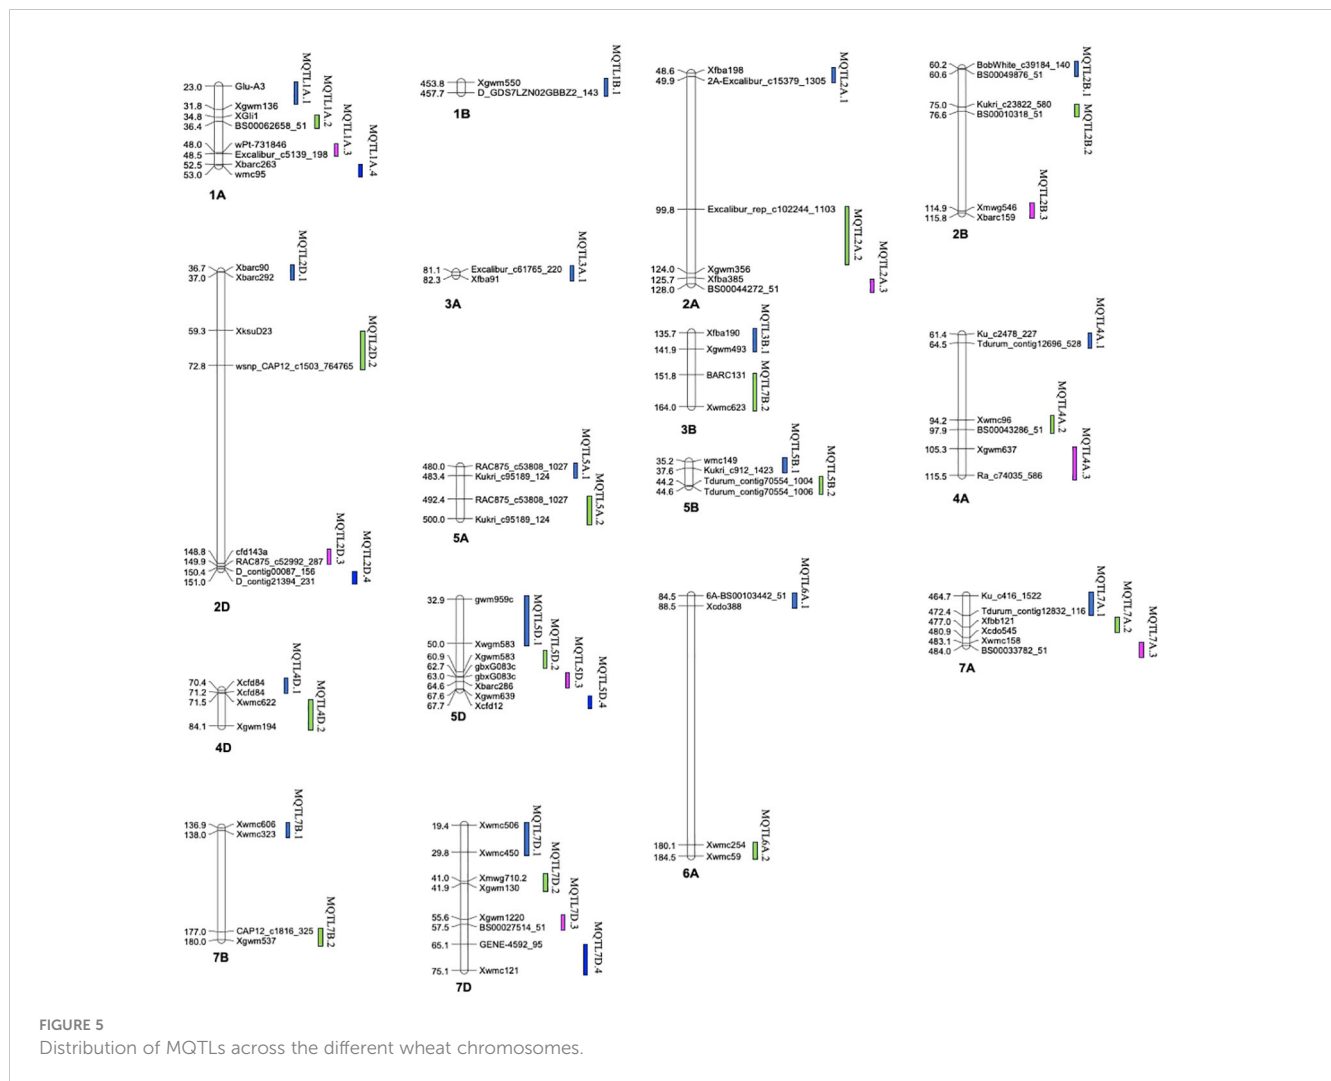 23.0 Glu-A3
31.8 Xgwm136
34.8 XGli1
36.4 BS00062658_51
48.0 wPt-731846
48.5 Excalibur_c5139_198
52.5 Xbarc263
53.0 wmc95
MQTL1A.1
MQTL1A.2
MQTL1A.3
MQTL1A.4
1A
453.8 Xgwm550
457.7 D_GDS7LZN02GBBZ2_143
MQTL1B.1
1B
48.6 Xfba198
49.9 2A-Excalibur_c15379_1305
99.8 Excalibur_rep_c102244_1103
124.0 Xgwm356
125.7 Xfba385
128.0 BS00044272_51
MQTL2A.1
MQTL2A.2
MQTL2A.3
2A
60.2 BobWhite_c39184_140
60.6 BS00049876_51
75.0 Kukri_c23822_580
76.6 BS00010318_51
114.9 Xmwg546
115.8 Xbarc159
MQTL2B.1
MQTL2B.2
MQTL2B.3
2B
36.7 Xbarc90
37.0 Xbarc292
59.3 XksuD23
72.8 wsnp_CAP12_c1503_764765
148.8 cfd143a
149.9 RAC875_c52992_287
150.4 D_contig00087_156
151.0 D_contig21394_231
MQTL2D.1
MQTL2D.2
MQTL2D.3
MQTL2D.4
2D
81.1 Excalibur_c61765_220
82.3 Xfba91
MQTL3A.1
3A
135.7 Xfba190
141.9 Xgwm493
151.8 BARC131
164.0 Xwmc623
MQTL3B.1
MQTL7B.2
3B
61.4 Ku_c2478_227
64.5 Tdurum_contig12696_528
94.2 Xwmc96
97.9 BS00043286_51
105.3 Xgwm637
115.5 Ra_c74035_586
MQTL4A.1
MQTL4A.2
MQTL4A.3
4A
480.0 RAC875_c53808_1027
483.4 Kukri_c95189_124
492.4 RAC875_c53808_1027
500.0 Kukri_c95189_124
MQTL5A.1
MQTL5A.2
5A
35.2 wmc149
37.6 Kukri_c912_1423
44.2 Tdurum_contig70554_1004
44.6 Tdurum_contig70554_1006
MQTL5B.1
MQTL5B.2
5B
70.4 Xcfd84
71.2 Xcfd84
71.5 Xwmc622
84.1 Xgwm194
MQTL4D.1
MQTL4D.2
4D
32.9 gwm959c
50.0 Xwgm583
60.9 Xgwm583
62.7 gbxG083c
63.0 gbxG083c
64.6 Xbarc286
67.6 Xgwm639
67.7 Xcfd12
MQTL5D.1
MQTL5D.2
MQTL5D.3
MQTL5D.4
5D
84.5 6A-BS00103442_51
88.5 Xcdo388
180.1 Xwmc254
184.5 Xwmc59
MQTL6A.1
MQTL6A.2
6A
464.7 Ku_c416_1522
472.4 Tdurum_contig12832_116
477.0 Xfbb121
480.9 Xcdo545
483.1 Xwmc158
484.0 BS00033782_51
MQTL7A.1
MQTL7A.2
MQTL7A.3
7A
136.9 Xwmc606
138.0 Xwmc323
177.0 CAP12_c1816_325
180.0 Xgwm537
MQTL7B.1
MQTL7B.2
7B
19.4 Xwmc506
29.8 Xwmc450
41.0 Xmwg710.2
41.9 Xgwm130
55.6 Xgwm1220
57.5 BS00027514_51
65.1 GENE-4592_95
75.1 Xwmc121
MQTL7D.1
MQTL7D.2
MQTL7D.3
MQTL7D.4
7D
FIGURE 5
Distribution of MQTLs across the different wheat chromosomes.